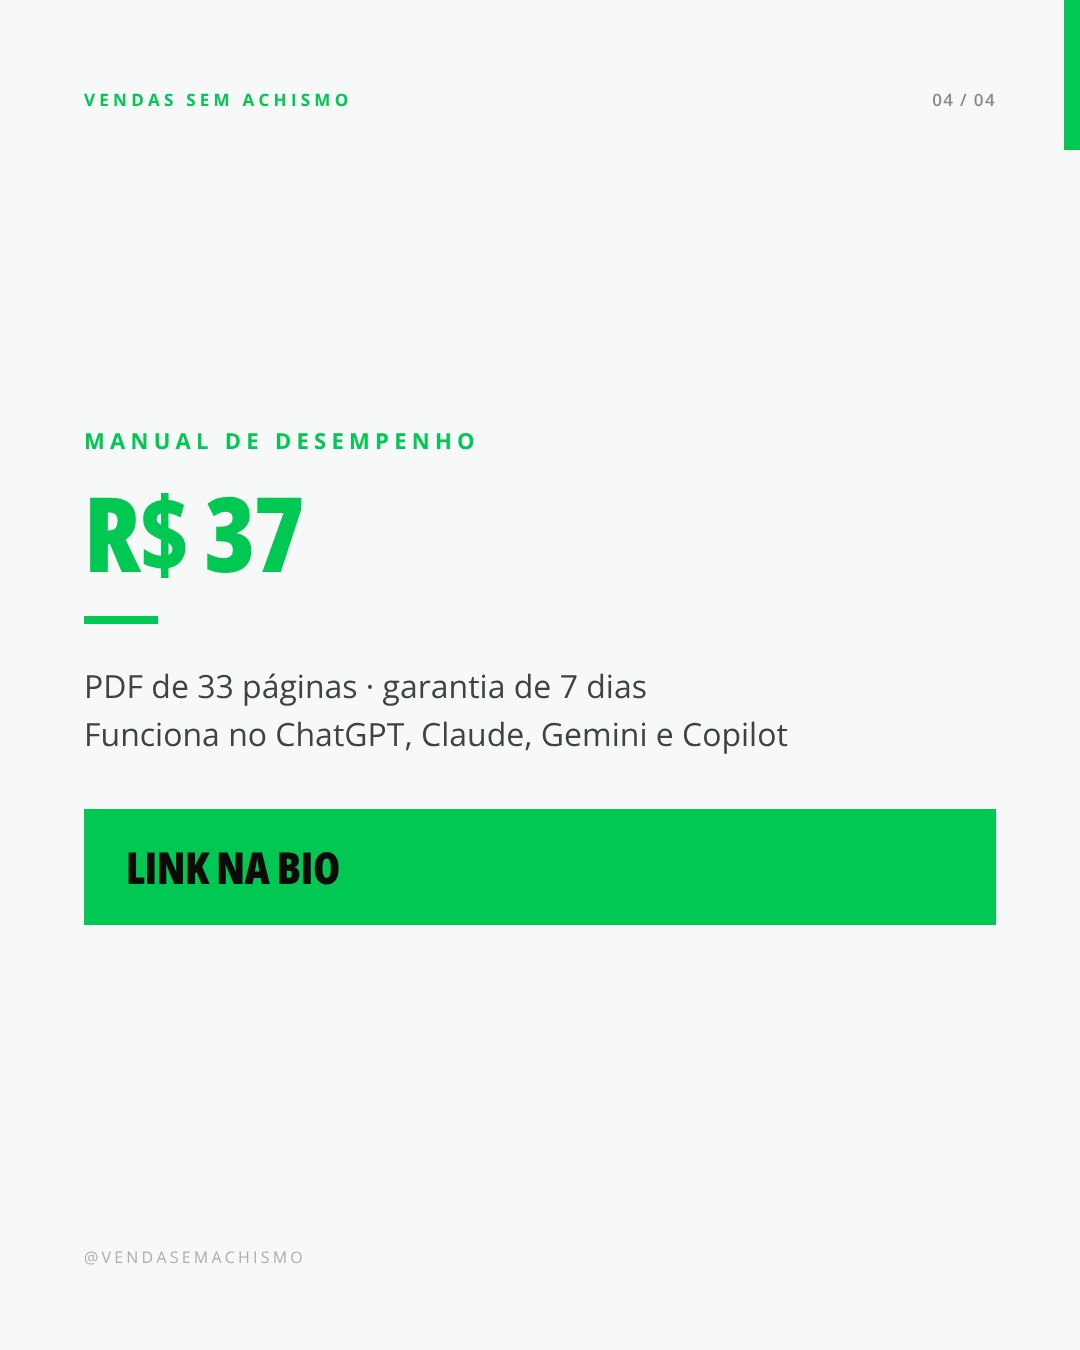 VENDAS SEM ACHISMO
04 / 04
MANUAL DE DESEMPENHO
R$ 37
PDF de 33 páginas · garantia de 7 dias
Funciona no ChatGPT, Claude, Gemini e Copilot
LINK NA BIO
@VENDASEMACHISMO